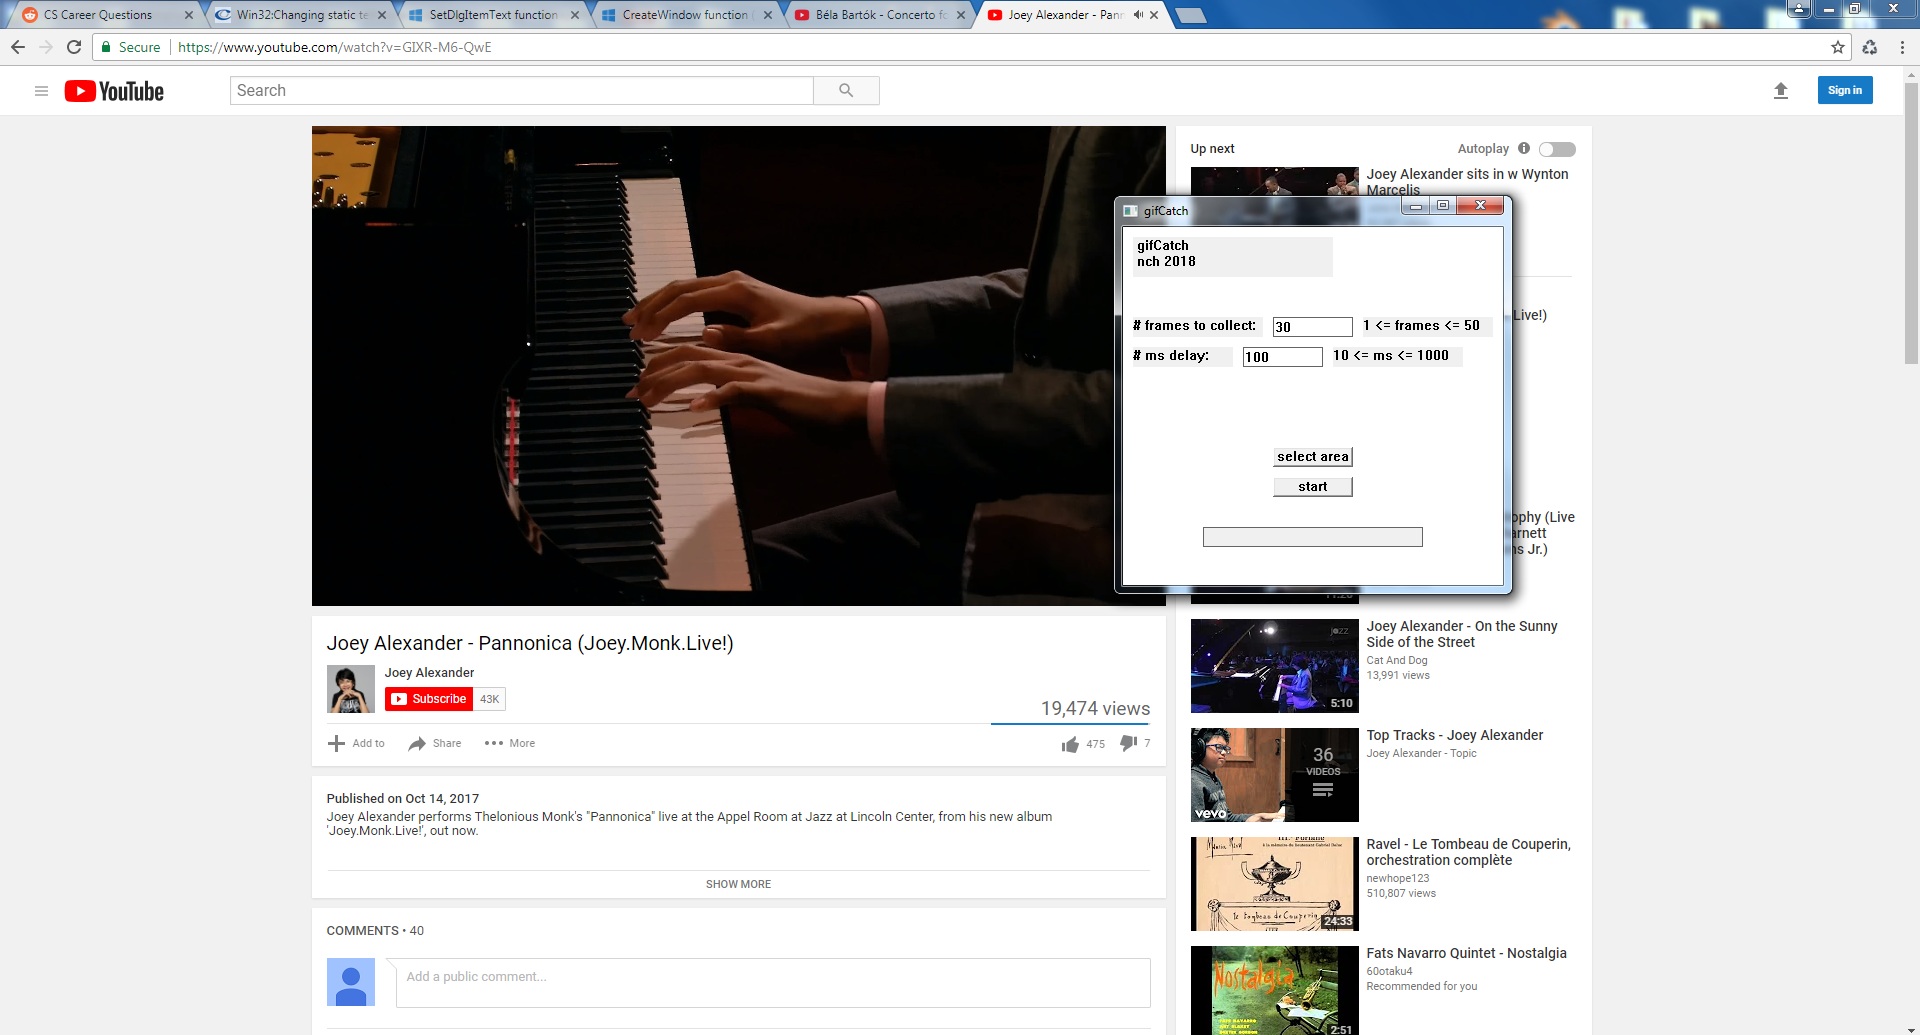 CS Career Questions
Win32:Changing static te
SetDlgItemText function
CreateWindow function (
Béla Bartók - Concerto fo
Joey Alexander - Pann
Secure
https://www.youtube.com/watch?v=GIXR-M6-QwE
YouTube
Search
Sign in
Up next
Autoplay
Joey Alexander sits in w Wynton
Marcelis
gifCatch
gifCatch
nch 2018
# frames to collect:
30
1 <= frames <= 50
Live!)
# ms delay:
100
10 <= ms <= 1000
select area
start
ophy (Live
arnett
ns Jr.)
Joey Alexander - Pannonica (Joey.Monk.Live!)
Joey Alexander
Subscribe
43K
19,474 views
Add to
Share
More
475
7
Published on Oct 14, 2017
Joey Alexander performs Thelonious Monk's "Pannonica" live at the Appel Room at Jazz at Lincoln Center, from his new album
'Joey.Monk.Live!', out now.
SHOW MORE
COMMENTS • 40
Add a public comment...
jazz
5:10
Joey Alexander - On the Sunny
Side of the Street
Cat And Dog
13,991 views
36
VIDEOS
vevo
Top Tracks - Joey Alexander
Joey Alexander - Topic
le Tombeau de Couperin
24:33
Ravel - Le Tombeau de Couperin,
orchestration complète
newhope123
510,807 views
Nostalgia
2:51
Fats Navarro Quintet - Nostalgia
60otaku4
Recommended for you